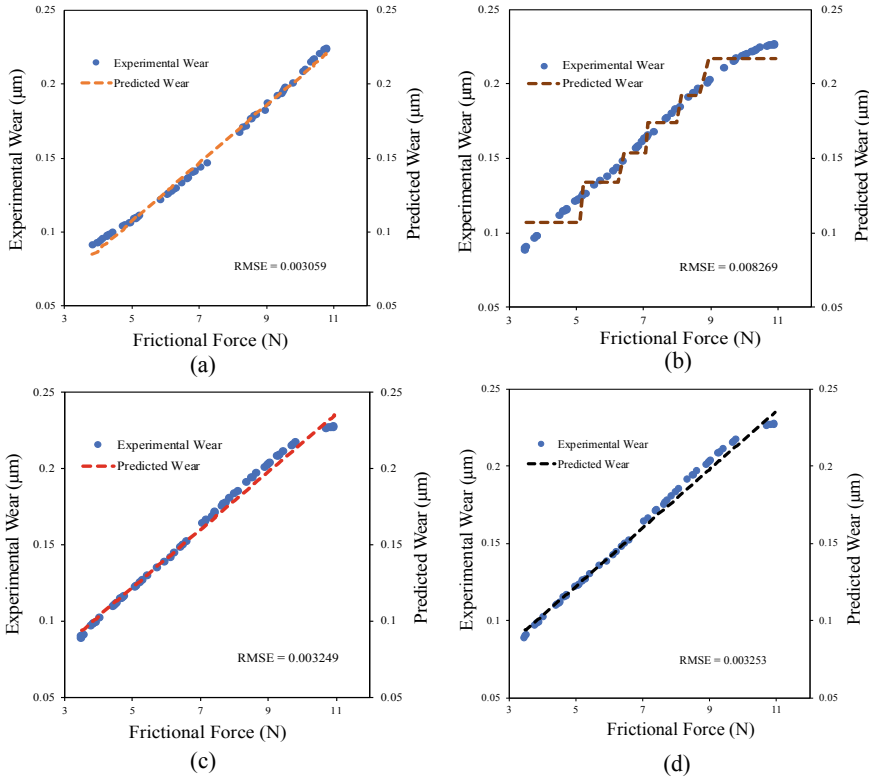 0.25
0.2
0.15
0.1
0.05
Experimental Wear (μm)
Experimental Wear
Predicted Wear
RMSE = 0.003059
0.25
0.2
0.15
0.1
0.05
Predicted Wear (μm)
3 5 7 9 11
Frictional Force (N)
(a)
0.25
0.2
0.15
0.1
0.05
Experimental Wear (μm)
Experimental Wear
Predicted Wear
RMSE = 0.008269
0.25
0.2
0.15
0.1
0.05
Predicted Wear (μm)
3 5 7 9 11
Frictional Force (N)
(b)
0.25
0.2
0.15
0.1
0.05
Experimental Wear (μm)
Experimental Wear
Predicted Wear
RMSE = 0.003249
0.25
0.2
0.15
0.1
0.05
Predicted Wear (μm)
3 5 7 9 11
Frictional Force (N)
(c)
0.25
0.2
0.15
0.1
0.05
Experimental Wear (μm)
Experimental Wear
Predicted Wear
RMSE = 0.003253
0.25
0.2
0.15
0.1
0.05
Predicted Wear (μm)
3 5 7 9 11
Frictional Force (N)
(d)